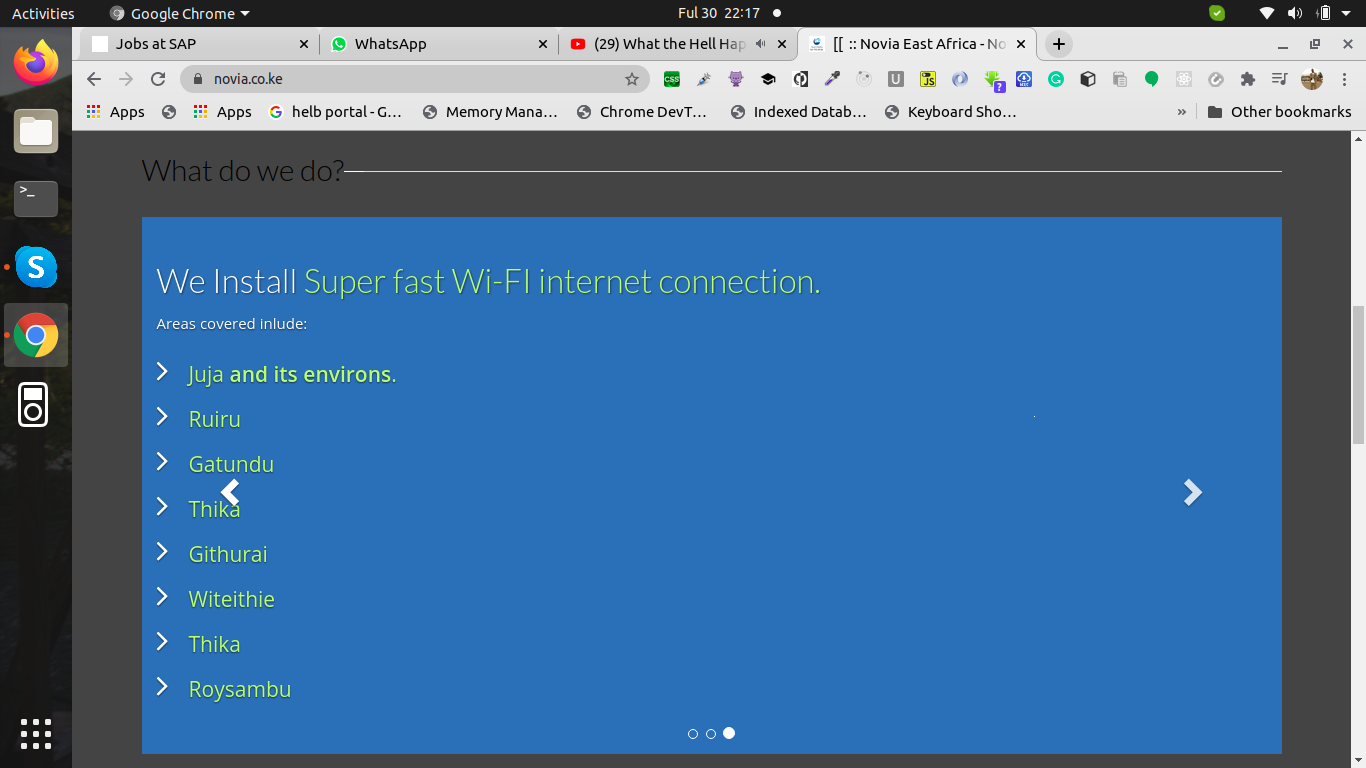 Activities Google Chrome Ful 30 22:17
Jobs at SAP WhatsApp (29) What the Hell Hap [[ :: Novia East Africa - No
novia.co.ke
Apps Apps helb portal - G… Memory Mana… Chrome DevT… Indexed Datab… Keyboard Sho… » Other bookmarks
What do we do?
We Install Super fast Wi-FI internet connection.
Areas covered inlude:
Juja and its environs.
Ruiru
Gatundu
Thika
Githurai
Witeithie
Thika
Roysambu